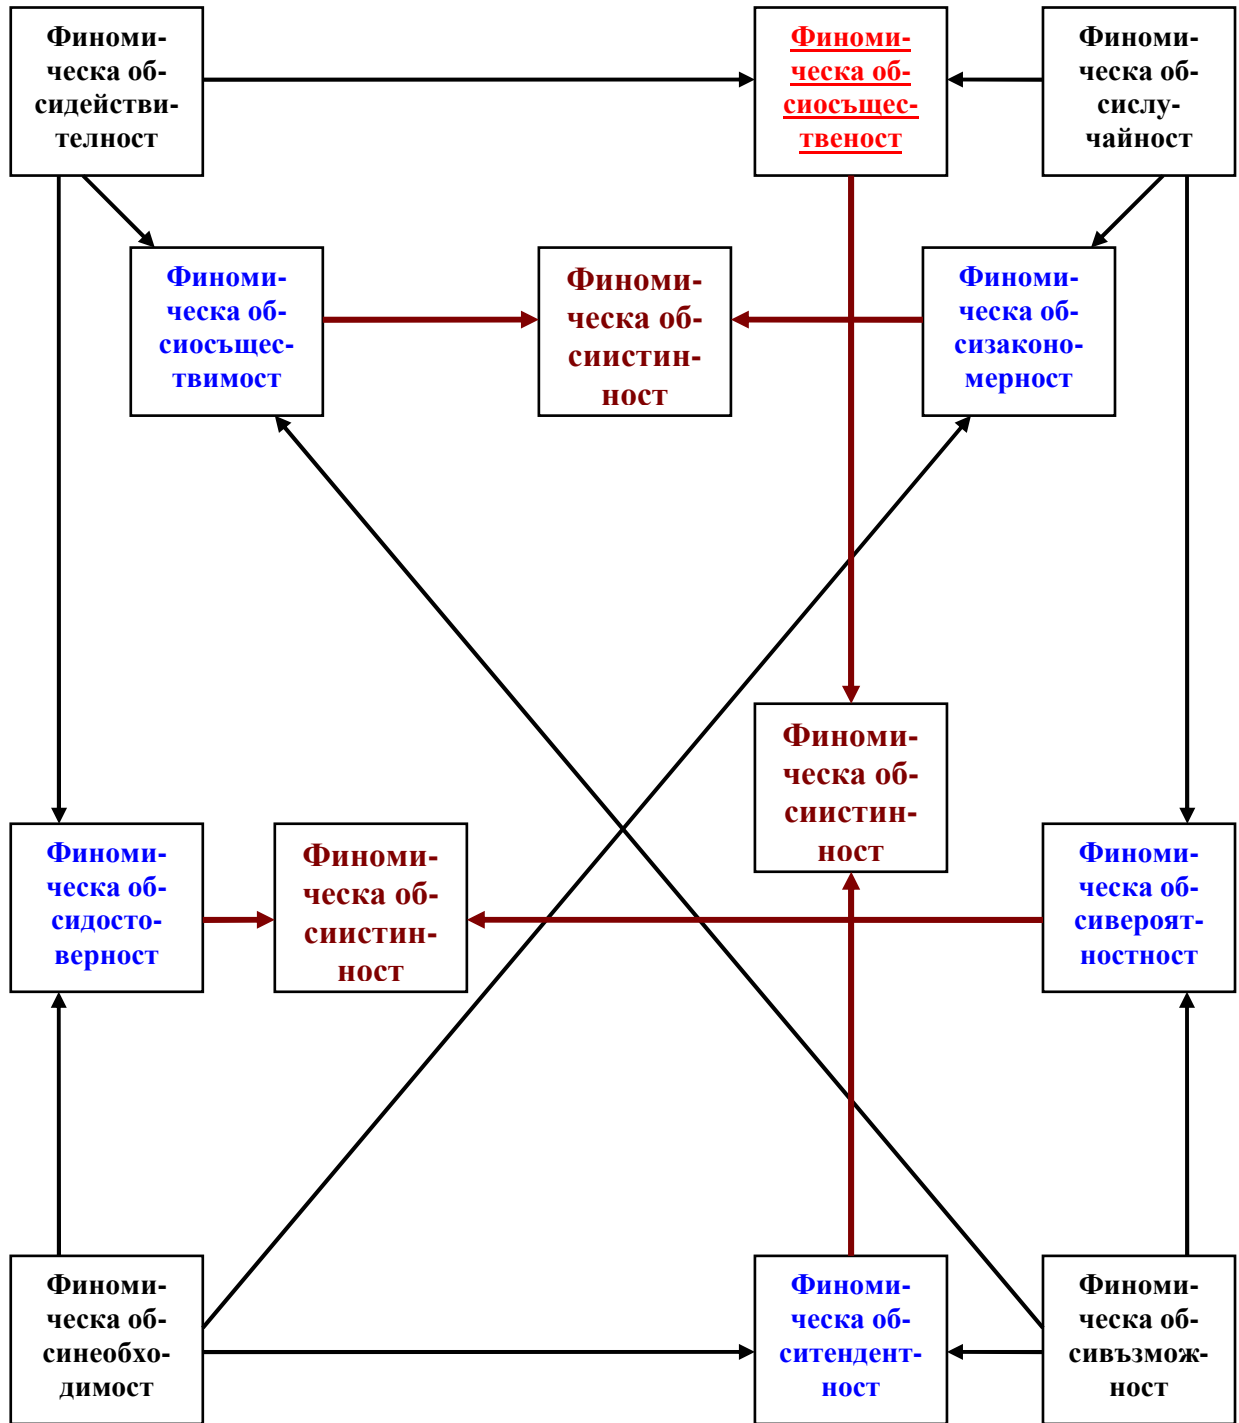 Финоми-
ческа об-
сидействи-
телност
Финоми-
ческа об-
сиосъщес-
твеност
Финоми-
ческа об-
сислу-
чайност
Финоми-
ческа об-
сиосъщес-
твимост
Финоми-
ческа об-
сиистин-
ност
Финоми-
ческа об-
сизаконо-
мерност
Финоми-
ческа об-
сиистин-
ност
Финоми-
ческа об-
сидосто-
верност
Финоми-
ческа об-
сиистин-
ност
Финоми-
ческа об-
сивероят-
ностност
Финоми-
ческа об-
синеобхо-
димост
Финоми-
ческа об-
ситендент-
ност
Финоми-
ческа об-
сивъзмож-
ност